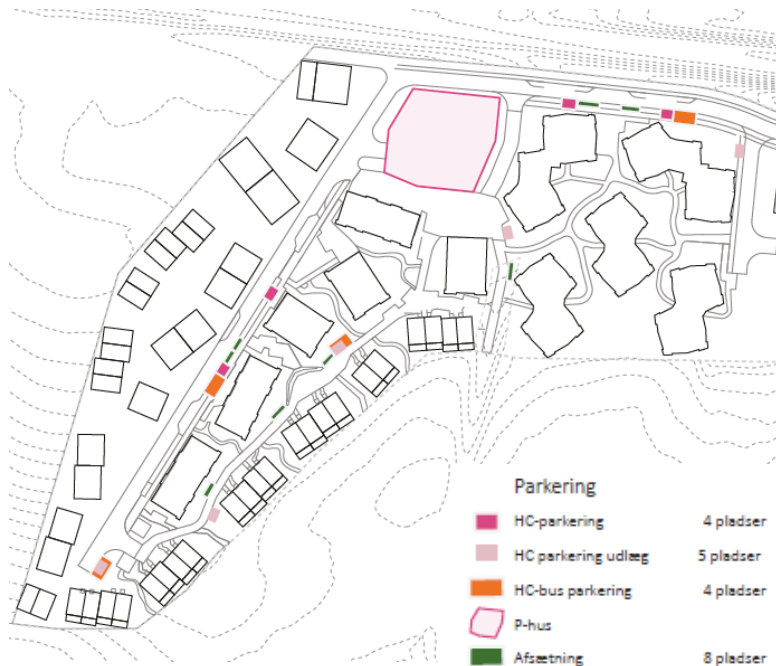 Parkering
HC-parkering 4 pladser
HC parkering udlæg 5 pladser
HC-bus parkering 4 pladser
P-hus
Afsætning 8 pladser